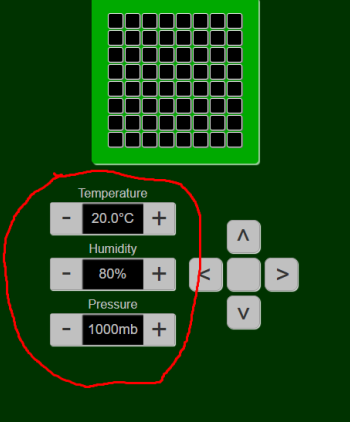 Temperature
- 20.0°C +
Humidity
- 80% +
Pressure
- 1000mb +
^
< >
v